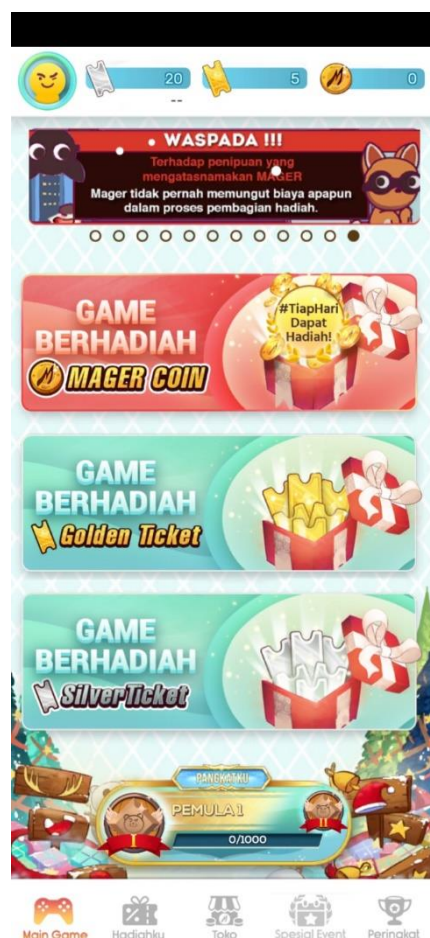 20
5
0
--
• WASPADA !!!
Terhadap penipuan yang
mengatasnamakan MAGER
Mager tidak pernah memungut biaya apapun
dalam proses pembagian hadiah.
GAME
BERHADIAH
MAGER COIN
#TiapHari
Dapat
Hadiah!
GAME
BERHADIAH
Golden Ticket
GAME
BERHADIAH
SilverTicket
PANGKATKU
PEMULA 1
I
II
0/1000
Main Game
Hadiahku
Toko
Spesial Event
Peringkat